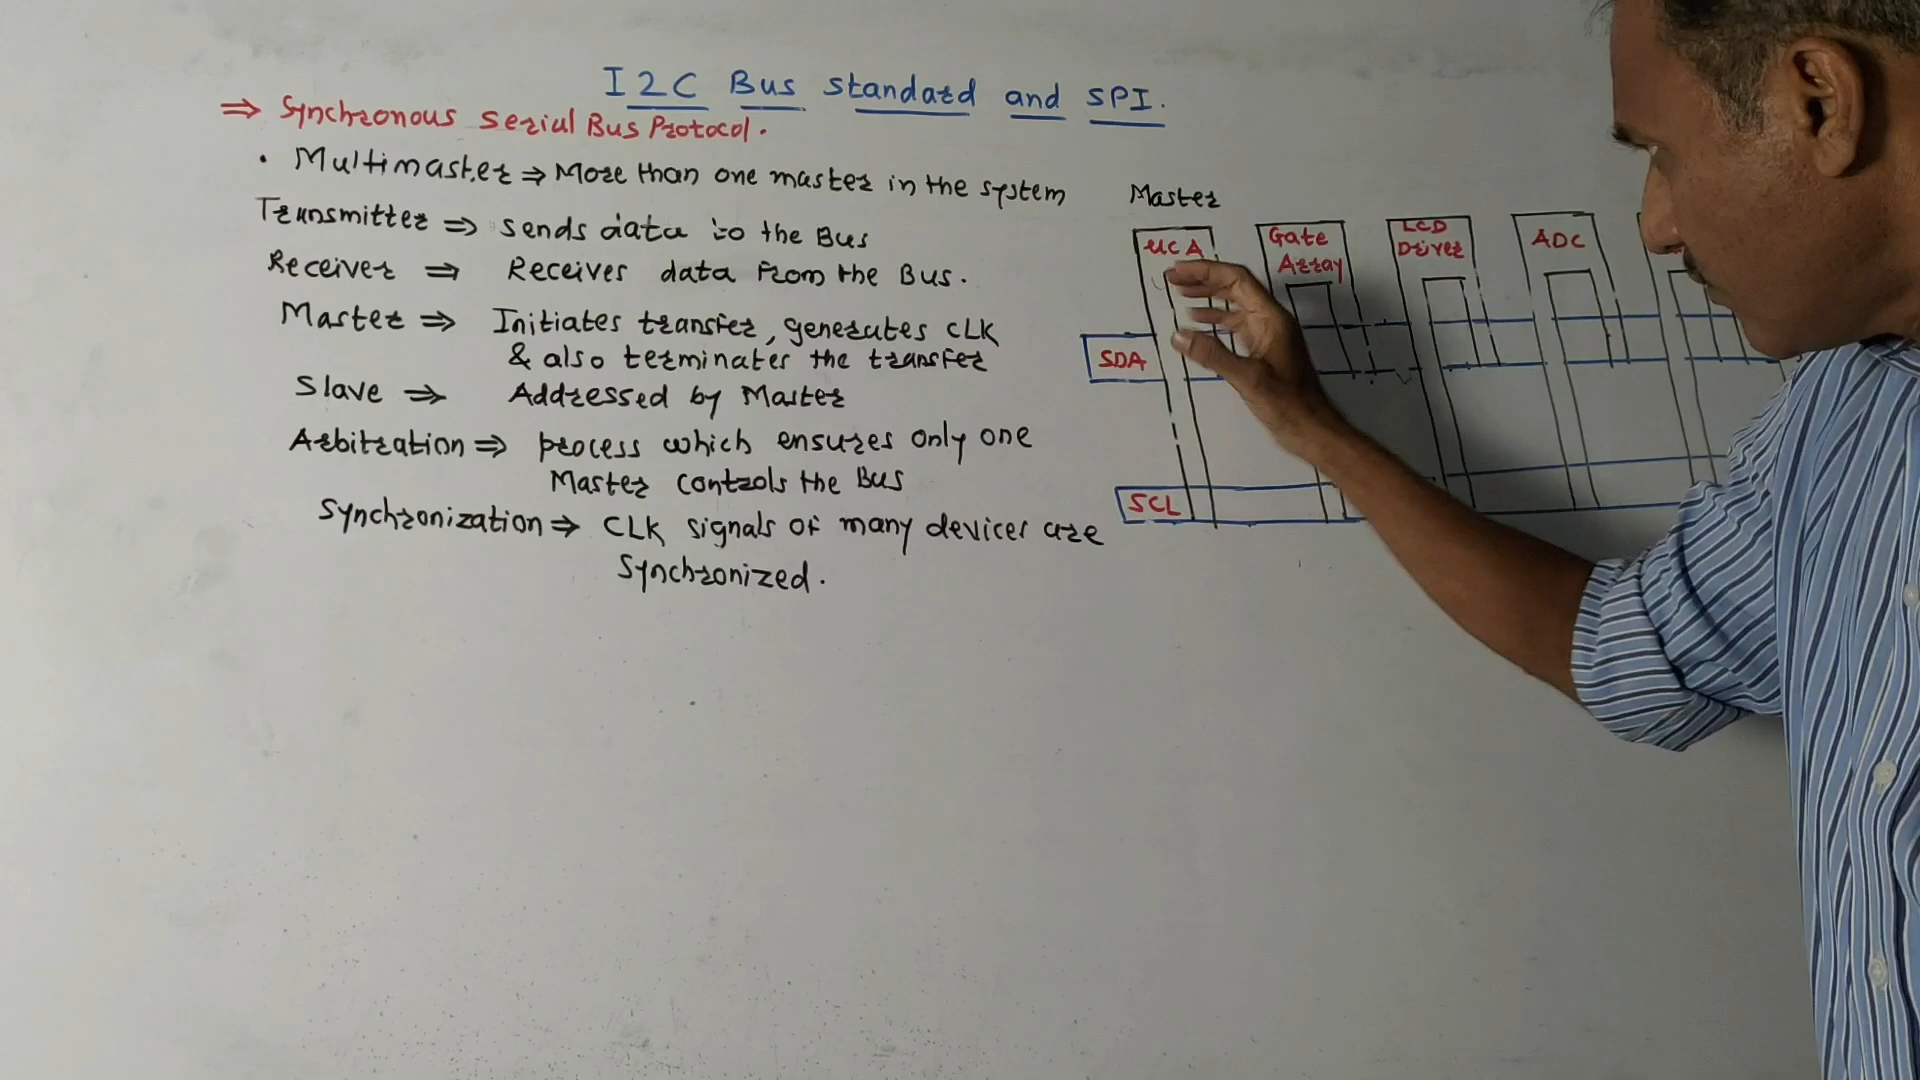 I2C Bus Standard and SPI.
⇒ Synchronous Serial Bus Protocol.
• Multimaster ⇒ More than one master in the system
Transmitter ⇒ sends data to the Bus
Receiver ⇒ Receives data from the Bus.
Master ⇒ Initiates transfer, generates CLK
& also terminates the transfer
Slave ⇒ Addressed by Master
Arbitration ⇒ process which ensures only one
Master controls the Bus
Synchronization ⇒ CLK signals of many devices are
Synchronized.
Master
μC A
Gate
Array
LCD
Driver
ADC
SDA
SCL